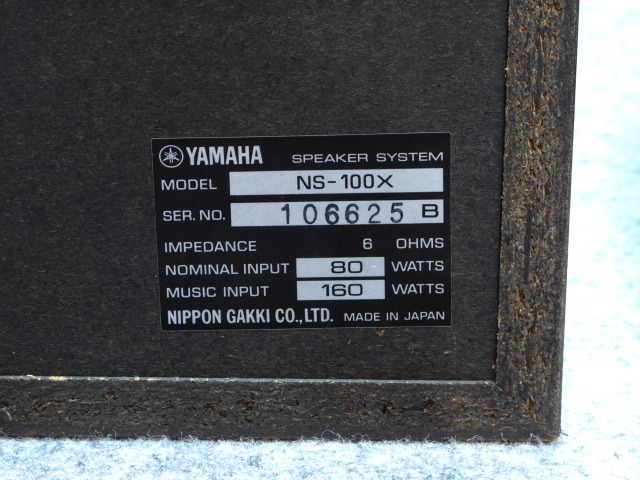 YAMAHA SPEAKER SYSTEM
MODEL NS-100X
SER. NO. 106625 B
IMPEDANCE 6 OHMS
NOMINAL INPUT 80 WATTS
MUSIC INPUT 160 WATTS
NIPPON GAKKI CO., LTD. MADE IN JAPAN